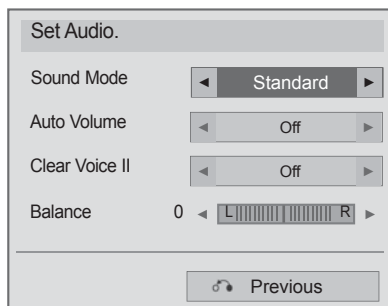 Set Audio.
Sound Mode ◄ Standard ►
Auto Volume ◄ Off ►
Clear Voice II ◄ Off ►
Balance 0 ◄ L R ►
Previous